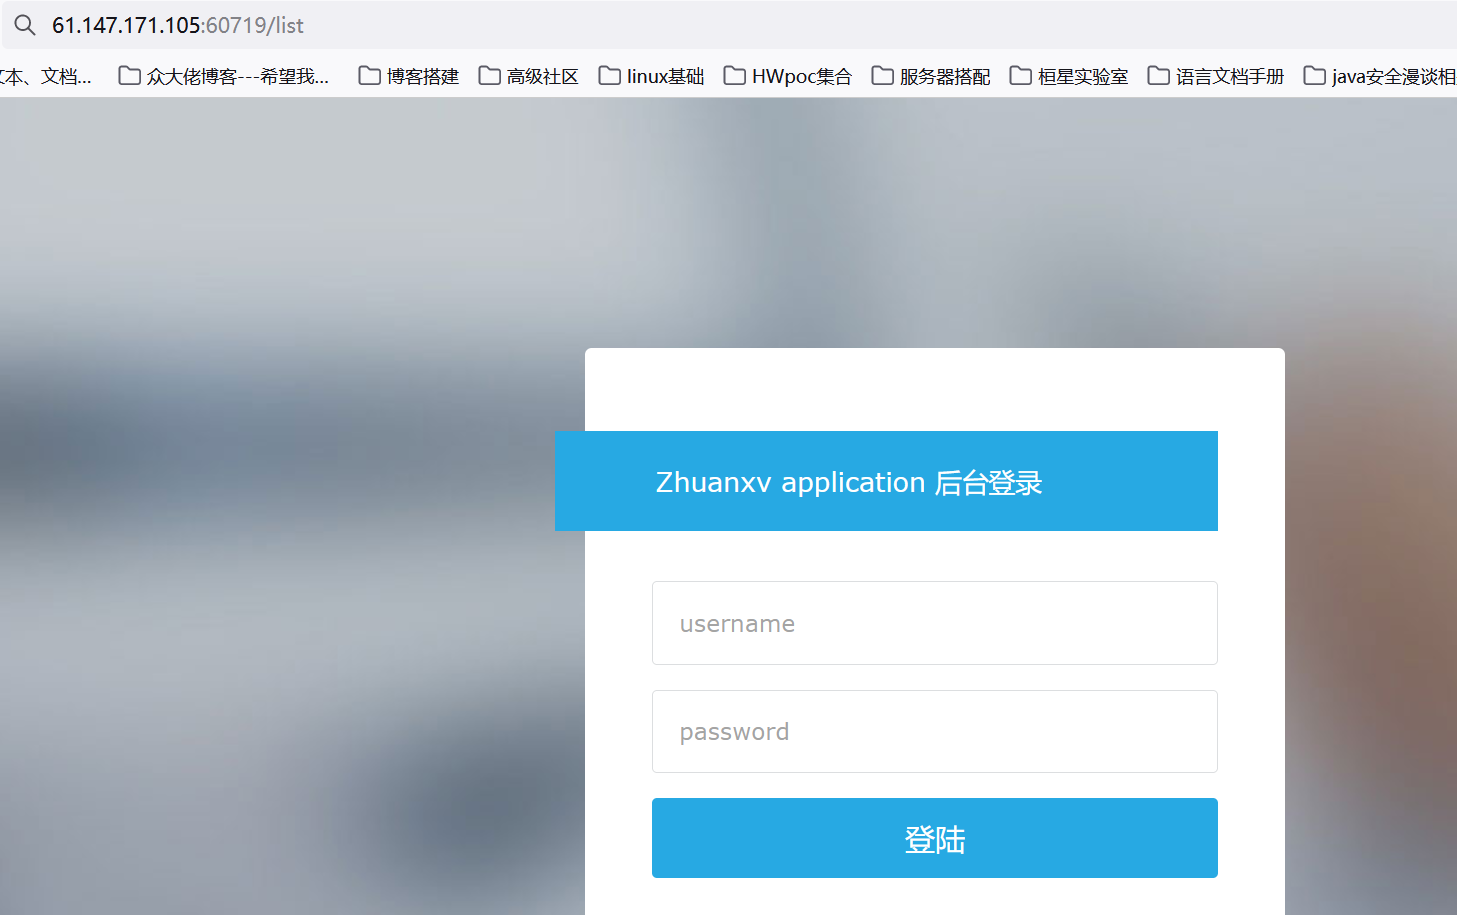 61.147.171.105:60719/list
文本、文档... 众大佬博客---希望我... 博客搭建 高级社区 linux基础 HWpoc集合 服务器搭配 桓星实验室 语言文档手册 java安全漫谈相
Zhuanxv application 后台登录
username
password
登陆